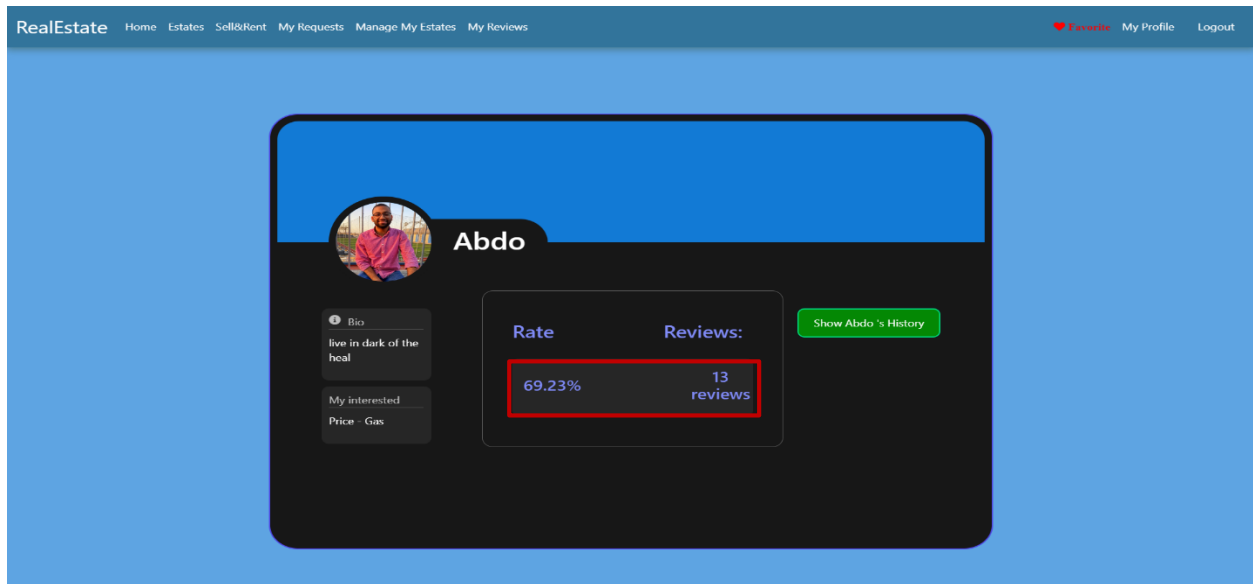 RealEstate Home Estates Sell&Rent My Requests Manage My Estates My Reviews Favorite My Profile Logout
Abdo
Bio
live in dark of the
heal
My interested
Price - Gas
Rate Reviews:
69.23% 13
reviews
Show Abdo 's History